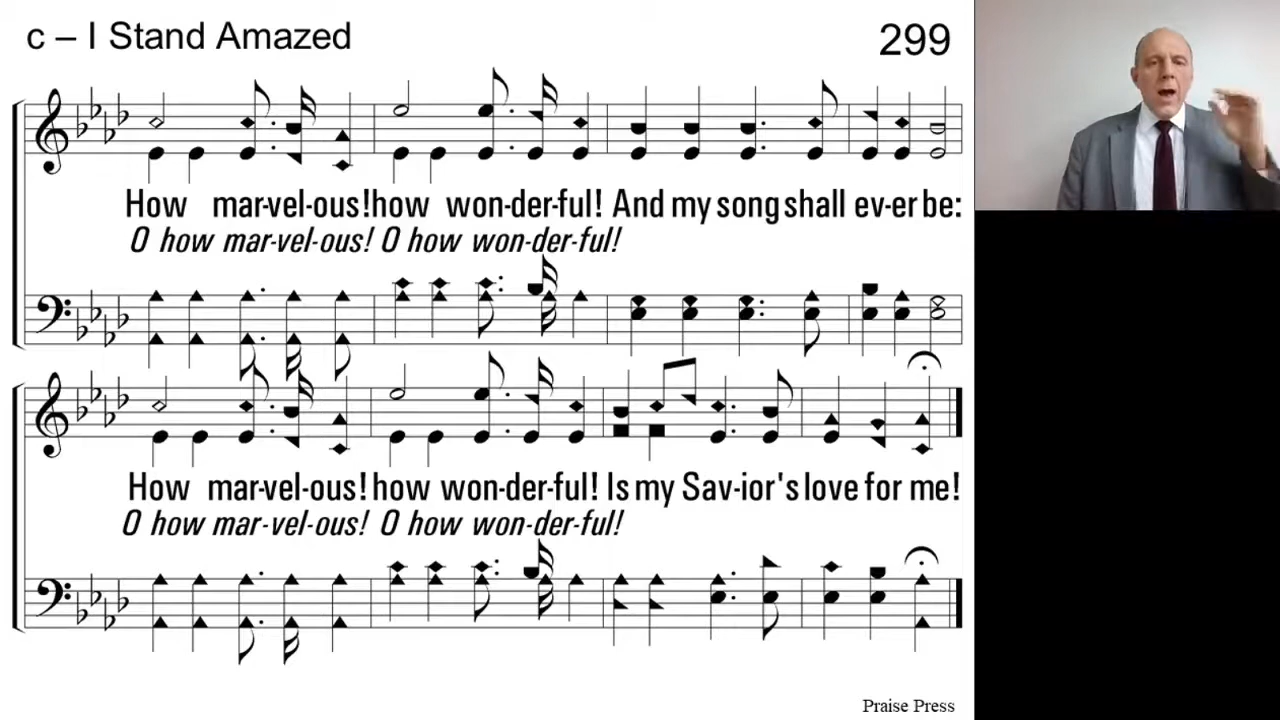 c – I Stand Amazed
299
How mar-vel-ous! how won-der-ful! And my song shall ev-er be:
O how mar-vel-ous! O how won-der-ful!
How mar-vel-ous! how won-der-ful! Is my Sav-ior's love for me!
O how mar-vel-ous! O how won-der-ful!
Praise Press